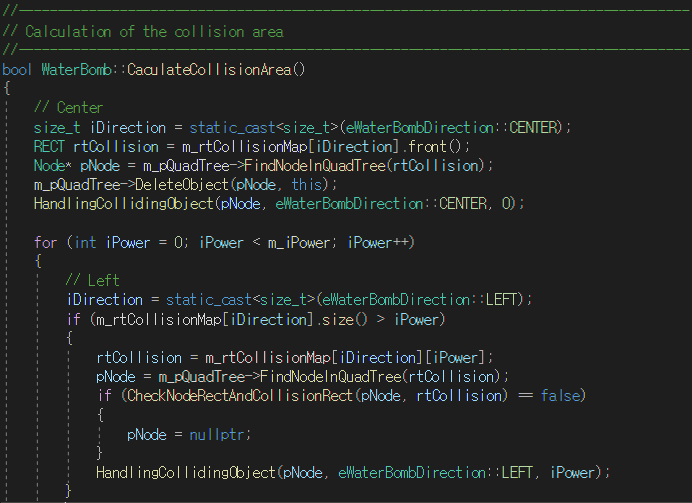 //---------------------------------------------------------------------------------------
// Calculation of the collision area
//---------------------------------------------------------------------------------------
bool WaterBomb::CaculateCollisionArea()
{
    // Center
    size_t iDirection = static_cast<size_t>(eWaterBombDirection::CENTER);
    RECT rtCollision = m_rtCollisionMap[iDirection].front();
    Node* pNode = m_pQuadTree->FindNodeInQuadTree(rtCollision);
    m_pQuadTree->DeleteObject(pNode, this);
    HandlingCollidingObject(pNode, eWaterBombDirection::CENTER, 0);

    for (int iPower = 0; iPower < m_iPower; iPower++)
    {
        // Left
        iDirection = static_cast<size_t>(eWaterBombDirection::LEFT);
        if (m_rtCollisionMap[iDirection].size() > iPower)
        {
            rtCollision = m_rtCollisionMap[iDirection][iPower];
            pNode = m_pQuadTree->FindNodeInQuadTree(rtCollision);
            if (CheckNodeRectAndCollisionRect(pNode, rtCollision) == false)
            {
                pNode = nullptr;
            }
            HandlingCollidingObject(pNode, eWaterBombDirection::LEFT, iPower);
        }